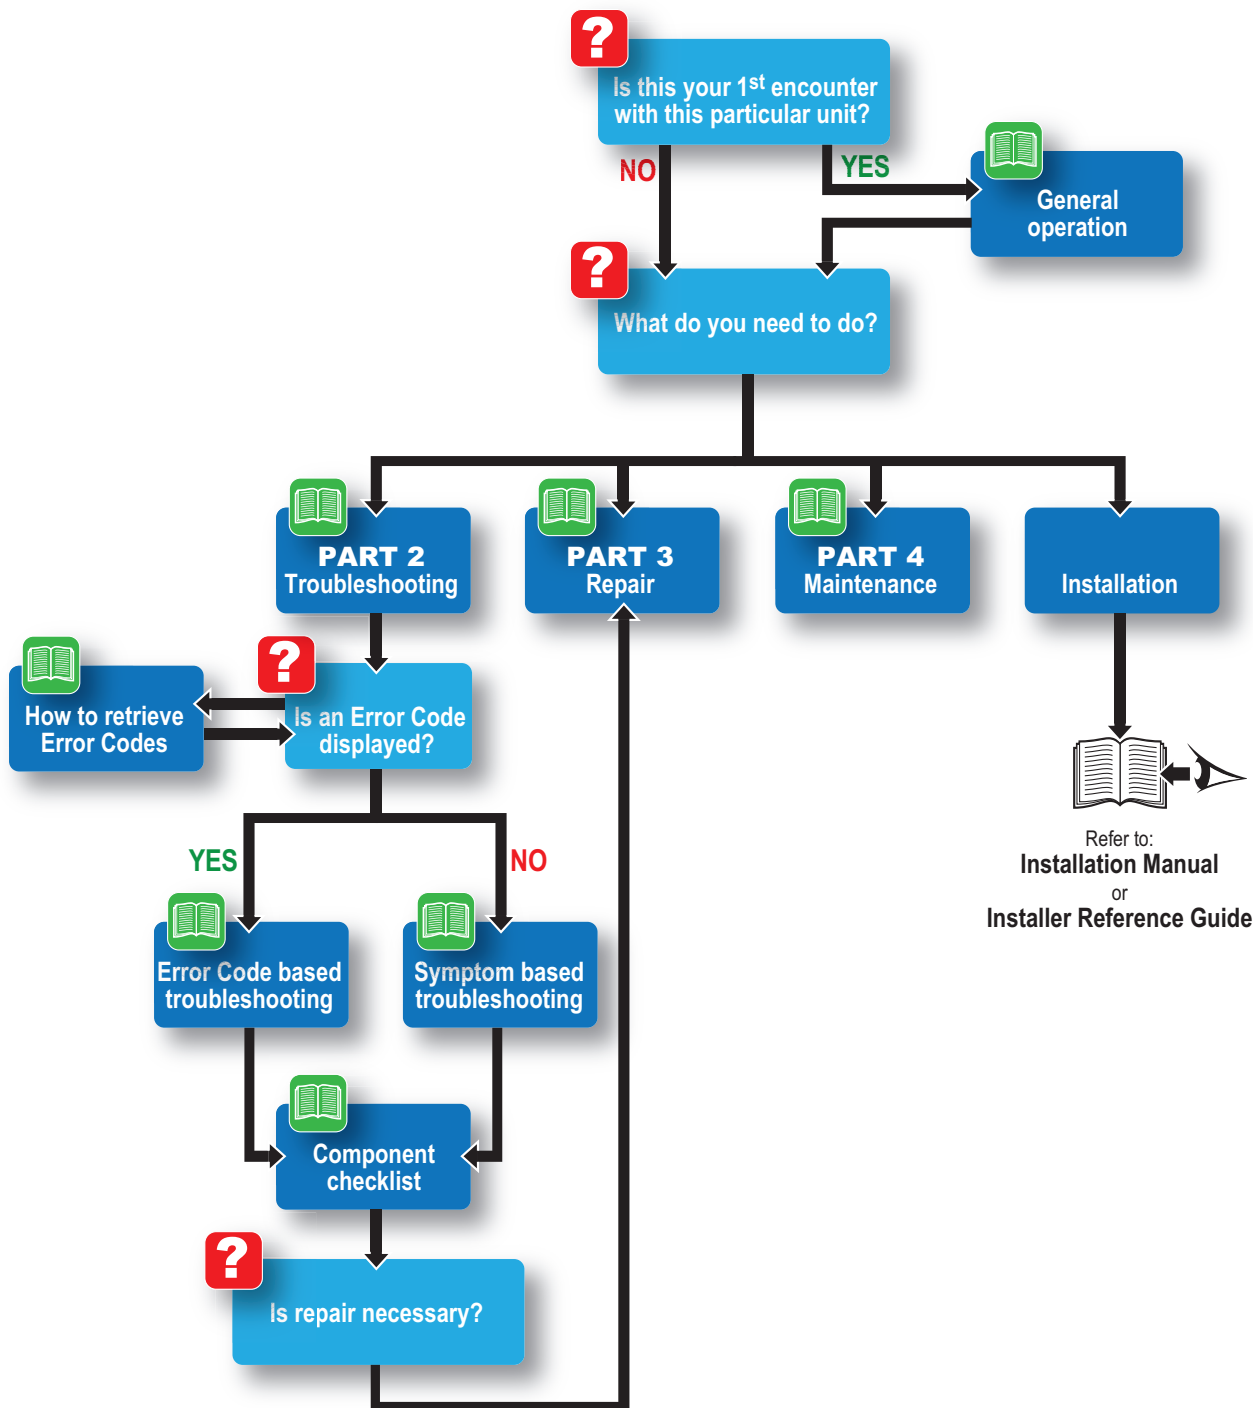 ?
Is this your 1st encounter
with this particular unit?
NO
YES
General
operation
?
What do you need to do?
PART 2
Troubleshooting
PART 3
Repair
PART 4
Maintenance
Installation
How to retrieve
Error Codes
?
Is an Error Code
displayed?
Refer to:
Installation Manual
or
Installer Reference Guide
YES
NO
Error Code based
troubleshooting
Symptom based
troubleshooting
Component
checklist
?
Is repair necessary?